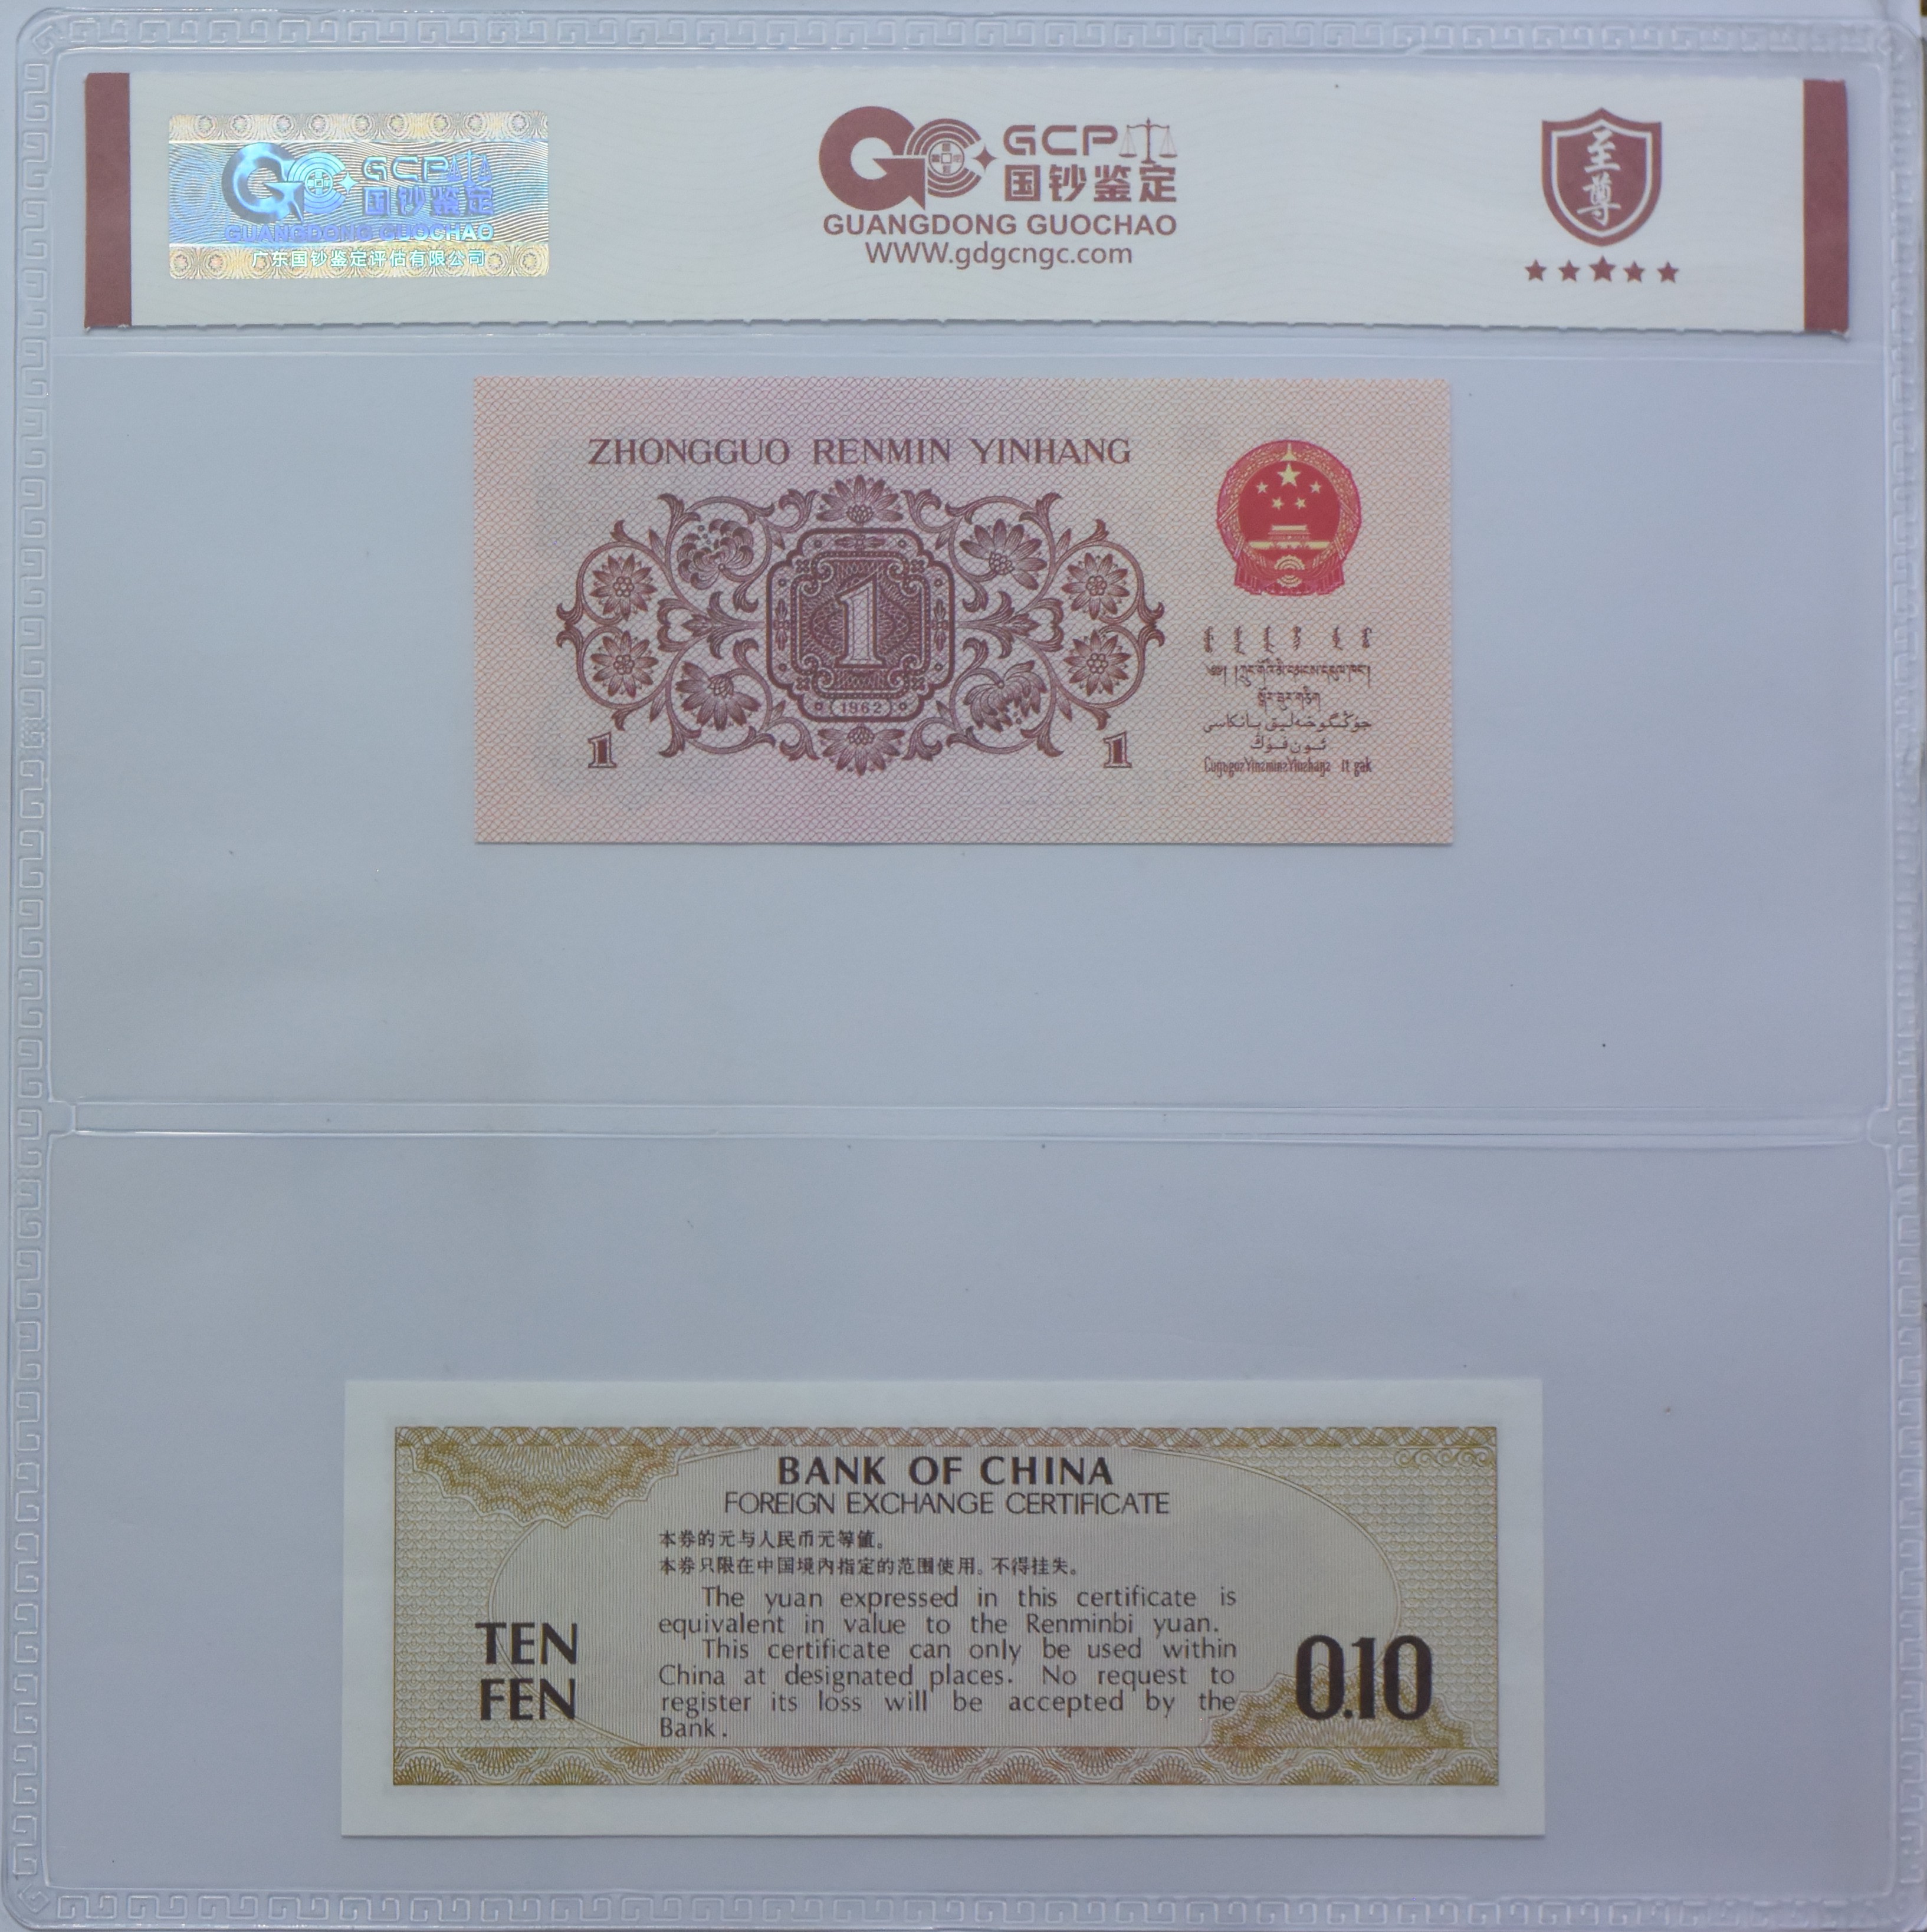 GCP
国钞鉴定
GUANGDONG GUOCHAO
广东国钞鉴定评估有限公司
GCP
国钞鉴定
GUANGDONG GUOCHAO
WWW.gdgcngc.com
至尊
ZHONGGUO RENMIN YINHANG
1
(1962)
1
1
جۇڭگو خەلىق بانكاسى
ئون فۇڭ
BANK OF CHINA
FOREIGN EXCHANGE CERTIFICATE
本券的元与人民币元等值。
本券只限在中国境内指定的范围使用。不得挂失。
The yuan expressed in this certificate is
equivalent in value to the Renminbi yuan.
This certificate can only be used within
China at designated places. No request to
register its loss will be accepted by the
Bank.
TEN
FEN
0.10